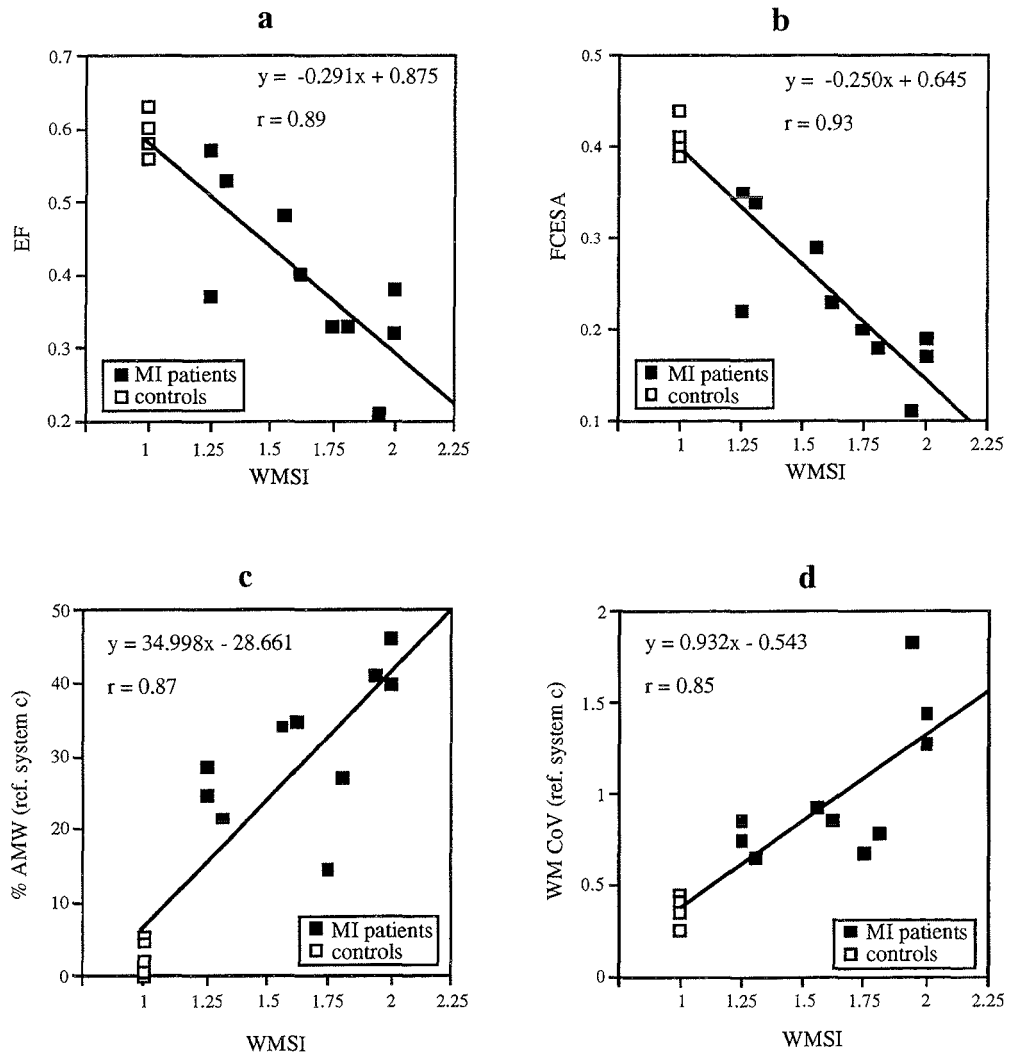 a
y = -0.291x + 0.875
r = 0.89
0.7
0.6
0.5
0.4
0.3
0.2
EF
MI patients
controls
1 1.25 1.5 1.75 2 2.25
WMSI
b
y = -0.250x + 0.645
r = 0.93
0.5
0.4
0.3
0.2
0.1
FCESA
MI patients
controls
1 1.25 1.5 1.75 2 2.25
WMSI
c
y = 34.998x - 28.661
r = 0.87
50
40
30
20
10
0
% AMW (ref. system c)
MI patients
controls
1 1.25 1.5 1.75 2 2.25
WMSI
d
y = 0.932x - 0.543
r = 0.85
2
1.5
1
0.5
0
WM CoV (ref. system c)
MI patients
controls
1 1.25 1.5 1.75 2 2.25
WMSI